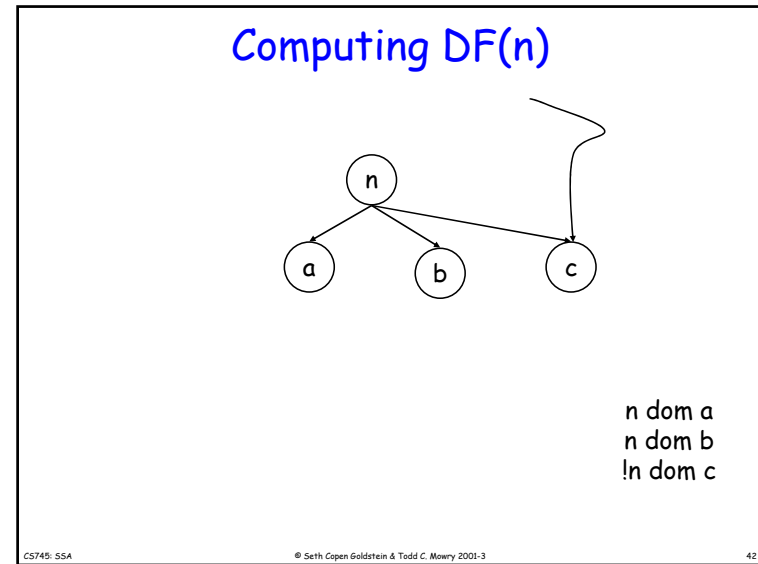 Computing DF(n)
n
a
b
c
n dom a
n dom b
!n dom c
CS745: SSA
© Seth Copen Goldstein & Todd C. Mowry 2001-3
42